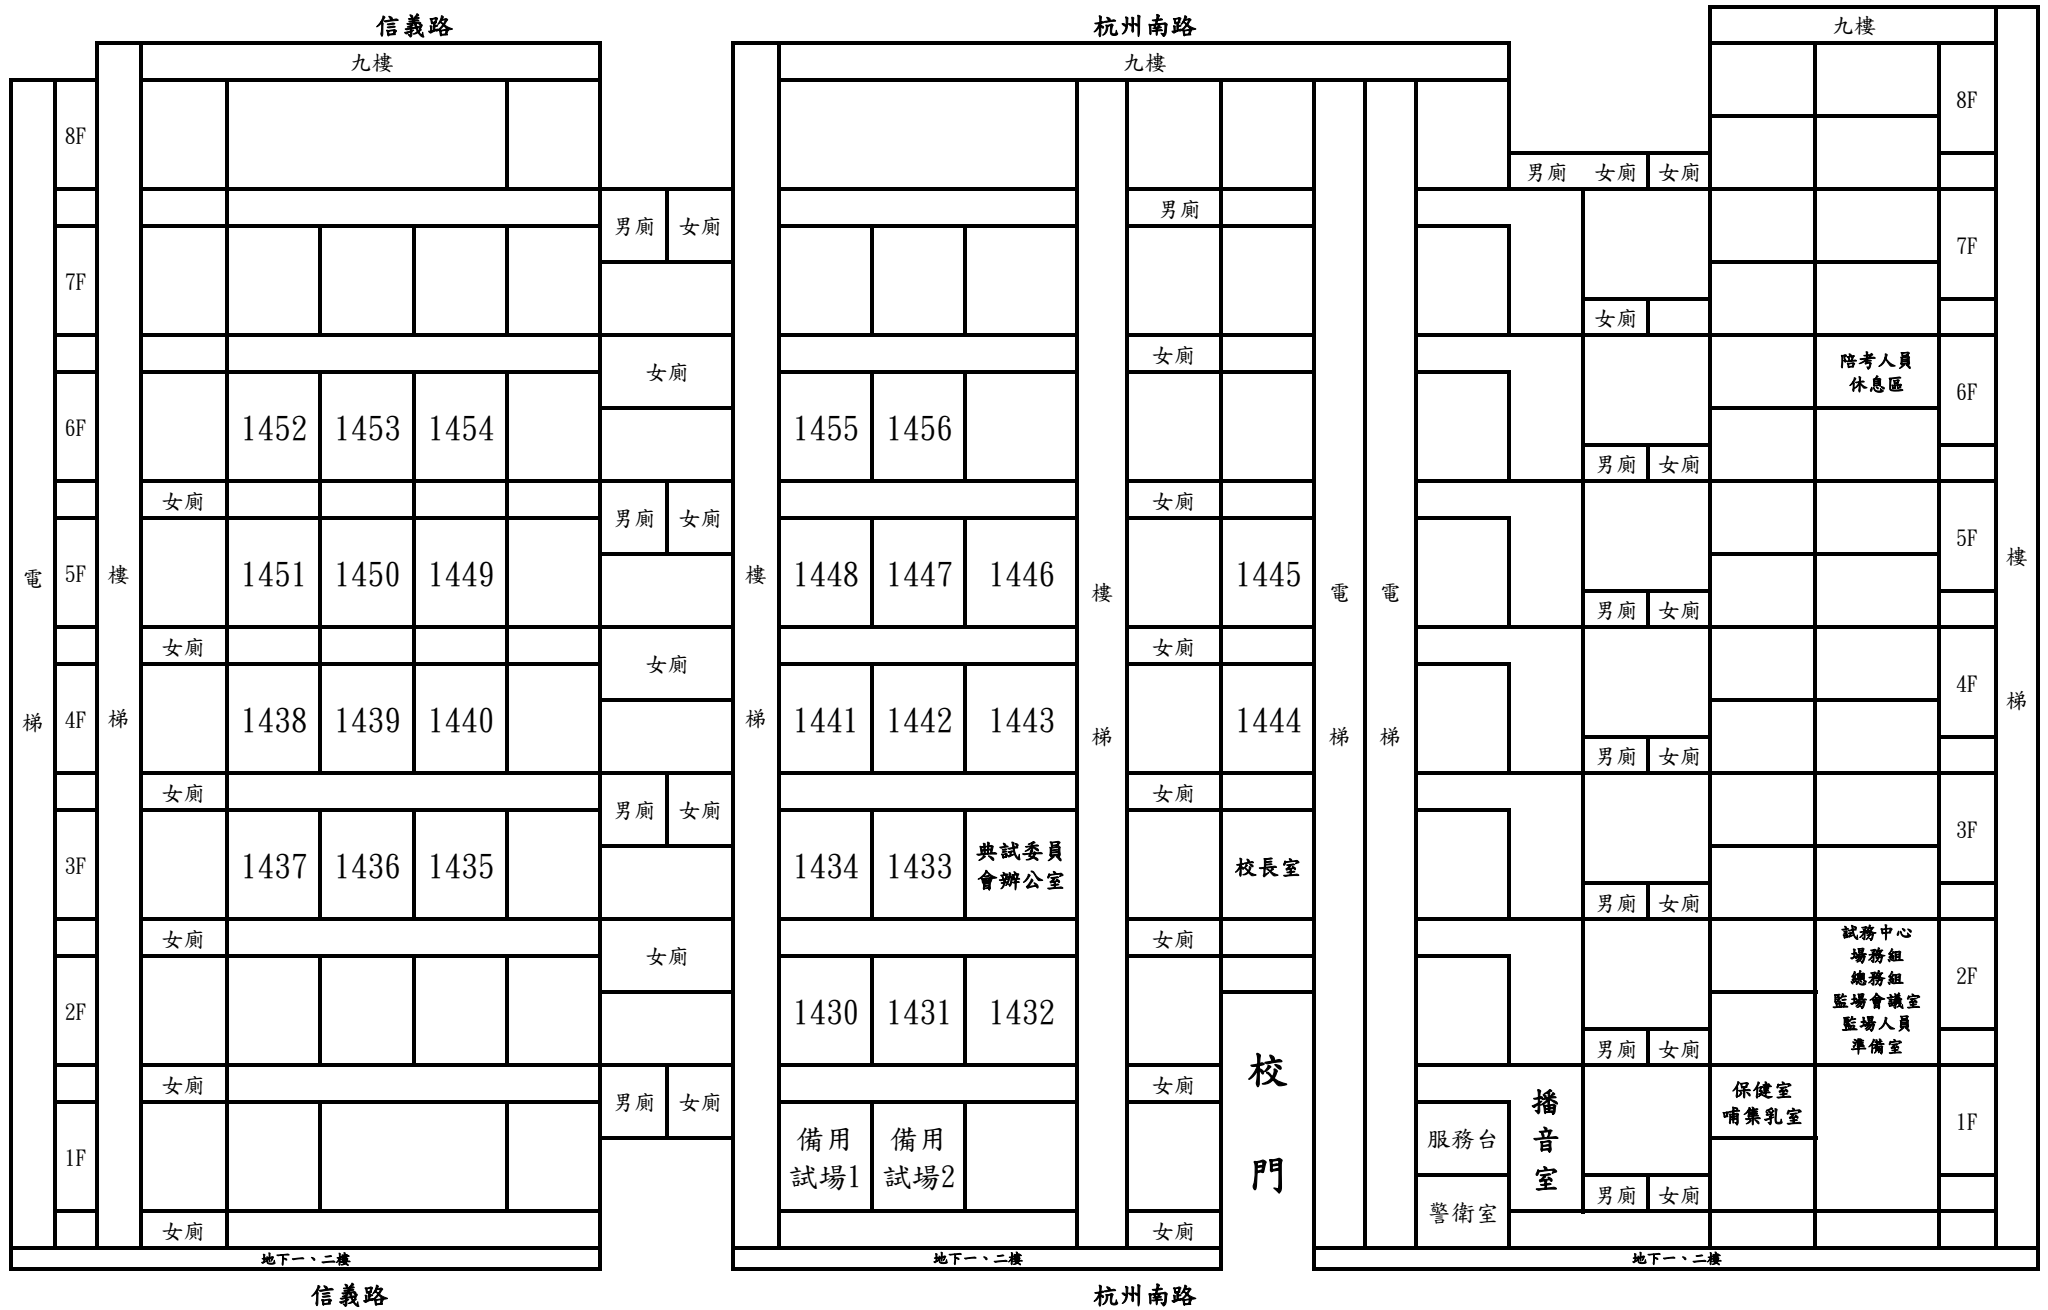 信義路
杭州南路
九樓
九樓
九樓
8F
8F
男廁 女廁 女廁
男廁 女廁
男廁
7F
7F
女廁
女廁
女廁
陪考人員
休息區
6F
1452 1453 1454
1455 1456
6F
男廁 女廁
女廁
男廁 女廁
女廁
電梯
5F
樓梯
1451 1450 1449
樓梯
1448 1447 1446
樓梯
1445
電梯
電梯
5F
樓梯
男廁 女廁
女廁
女廁
女廁
4F
1438 1439 1440
1441 1442 1443
1444
4F
男廁 女廁
女廁
男廁 女廁
女廁
3F
1437 1436 1435
1434 1433
典試委員
會辦公室
校長室
3F
男廁 女廁
女廁
女廁
女廁
試務中心
場務組
總務組
監場會議室
監場人員
準備室
2F
2F
1430 1431 1432
男廁 女廁
校門
女廁
男廁 女廁
女廁
播音室
保健室
哺集乳室
1F
1F
備用
試場1
備用
試場2
服務台
警衛室
男廁 女廁
女廁
女廁
地下一、二樓
地下一、二樓
地下一、二樓
信義路
杭州南路